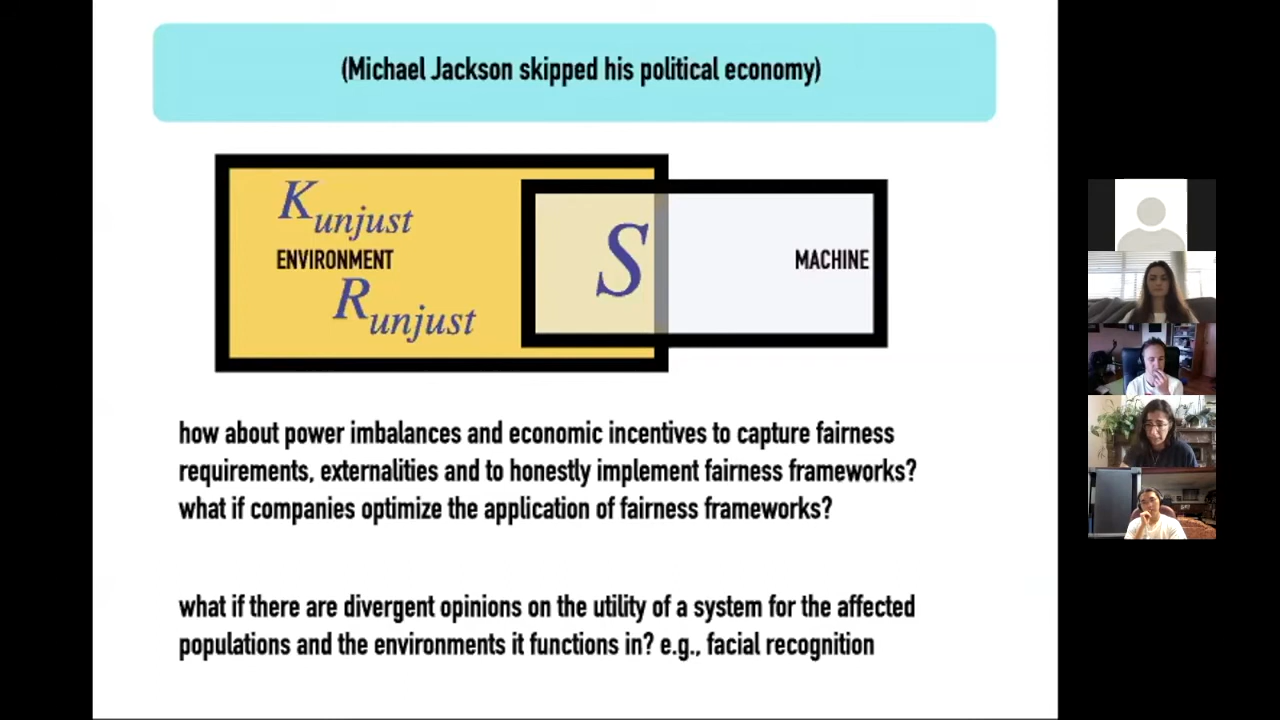 (Michael Jackson skipped his political economy)
Kunjust
ENVIRONMENT
Runjust
S
MACHINE
how about power imbalances and economic incentives to capture fairness
requirements, externalities and to honestly implement fairness frameworks?
what if companies optimize the application of fairness frameworks?
what if there are divergent opinions on the utility of a system for the affected
populations and the environments it functions in? e.g., facial recognition